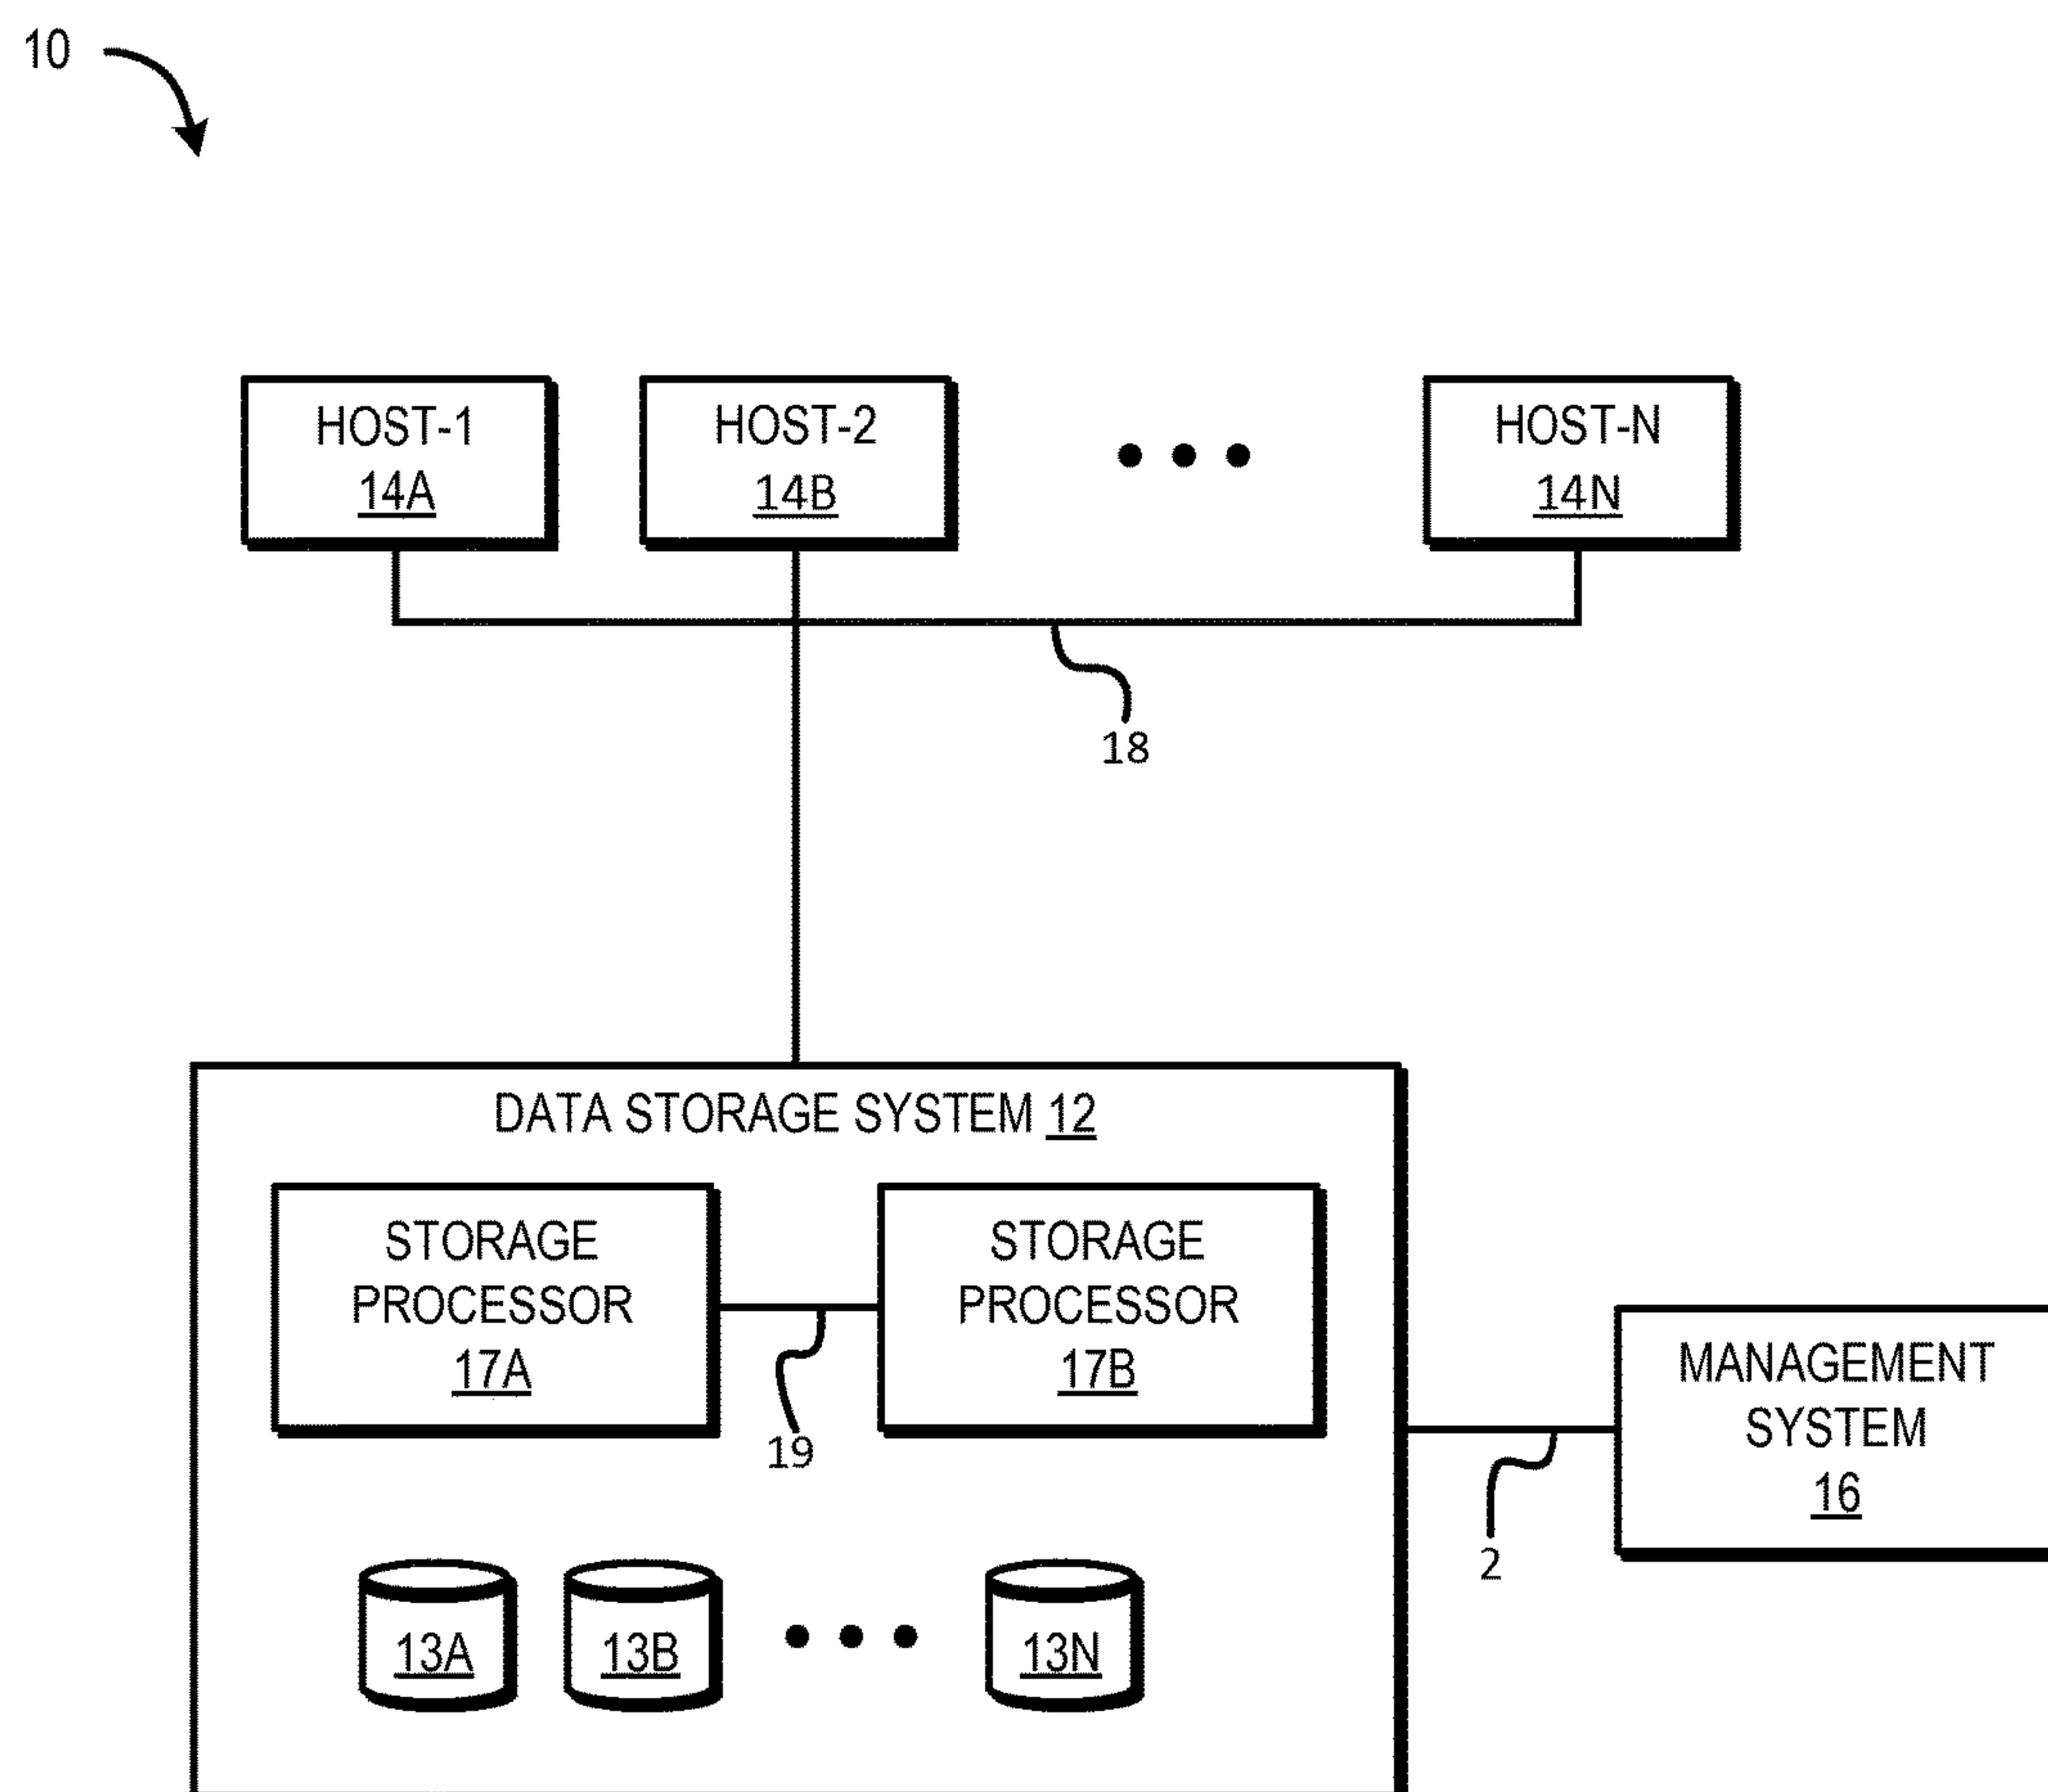 10
HOST-1
14A
HOST-2
14B
HOST-N
14N
18
DATA STORAGE SYSTEM 12
STORAGE
PROCESSOR
17A
STORAGE
PROCESSOR
17B
19
MANAGEMENT
SYSTEM
16
2
13A
13B
13N